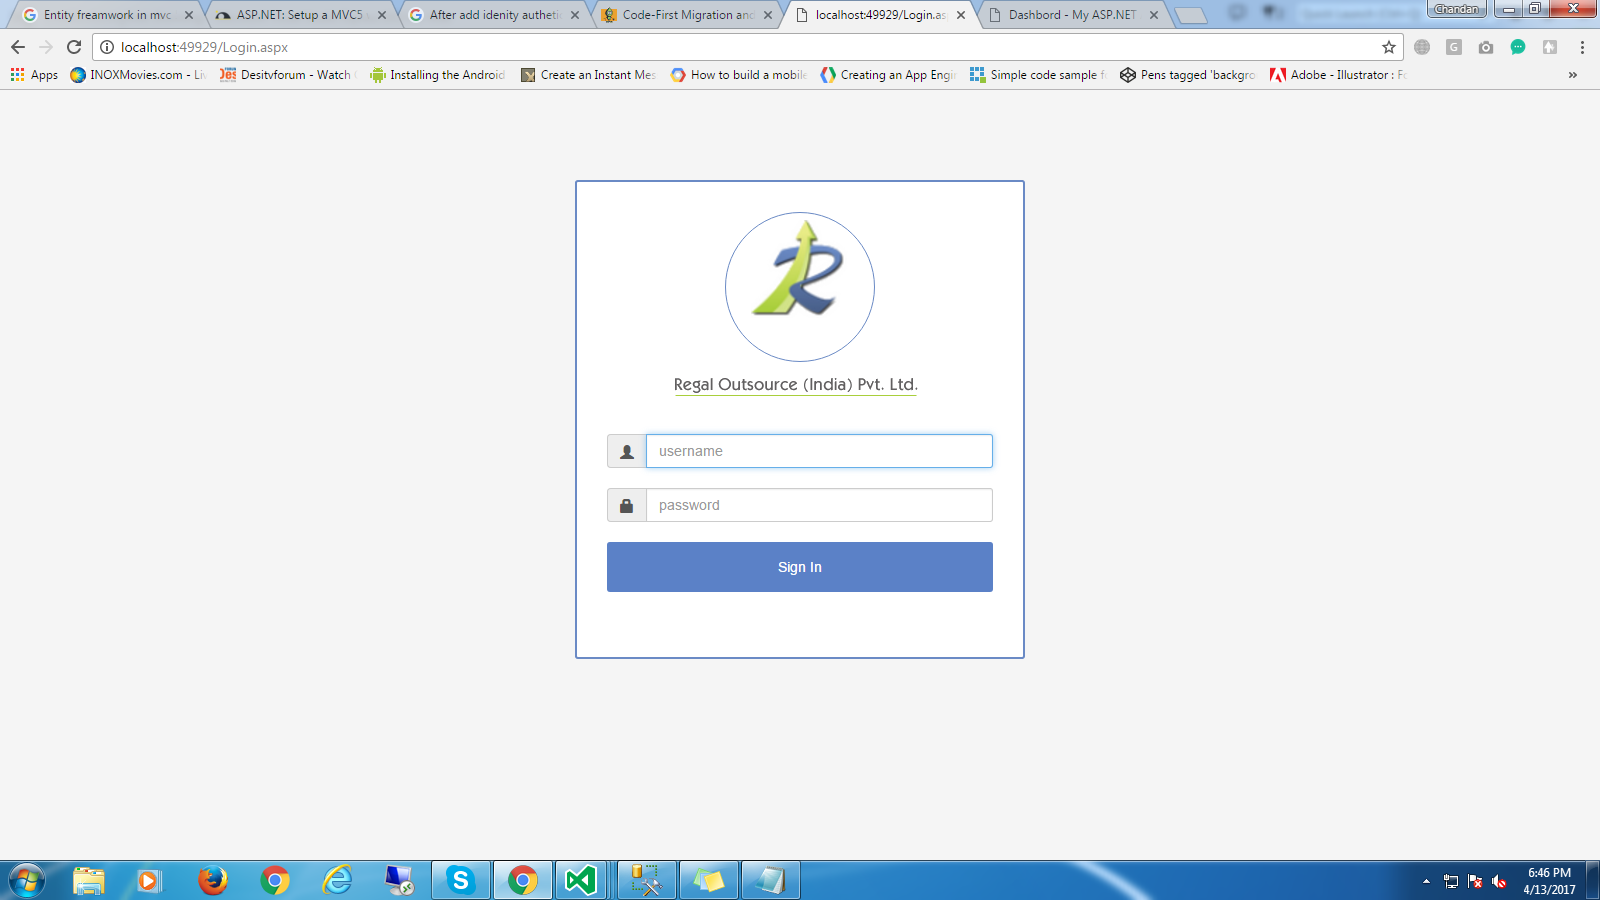 Entity freamwork in mvc
ASP.NET: Setup a MVC5
After add idenity autheti
Code-First Migration and
localhost:49929/Login.as
Dashbord - My ASP.NET
Chandan
localhost:49929/Login.aspx
Apps
INOXMovies.com - Liv
Desitvforum - Watch
Installing the Android
Create an Instant Mes
How to build a mobile
Creating an App Engi
Simple code sample f
Pens tagged 'backgro
Adobe - Illustrator : Fo
»
R
Regal Outsource (India) Pvt. Ltd.
username
password
Sign In
6:46 PM
4/13/2017